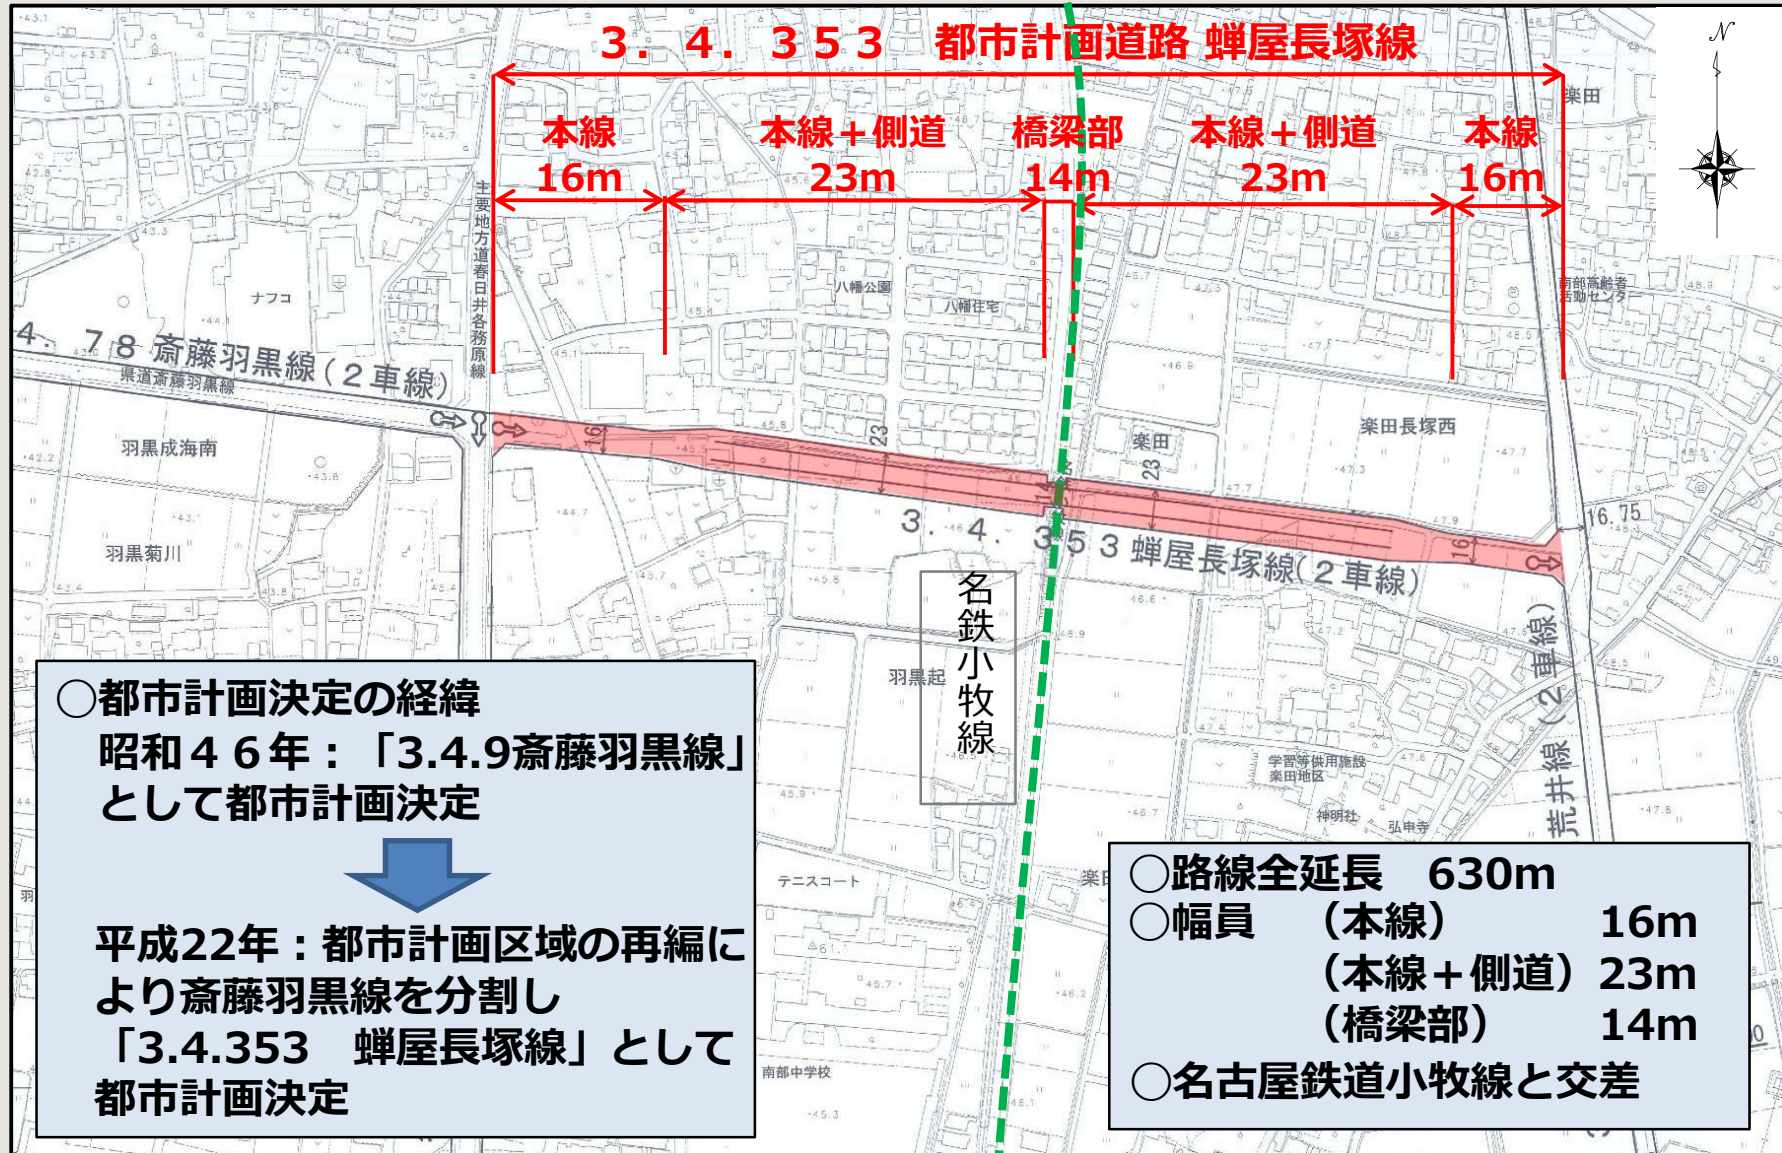 3．4．353　都市計画道路 蝉屋長塚線
N
本線
16m
本線＋側道
23m
橋梁部
14m
本線＋側道
23m
本線
16m
楽田
主要地方道春日井各務原線
ナフコ
八幡公園
八幡住宅
南部高齢者
活動センター
4．78 斎藤羽黒線(２車線)
県道斎藤羽黒線
羽黒成海南
羽黒菊川
16
23
14
楽田
23
楽田長塚西
16
16.75
3．4．353 蝉屋長塚線(２車線)
名鉄小牧線
羽黒起
荒井線（２車線）
学習等供用施設
楽田地区
神明社
弘申寺
テニスコート
南部中学校
○都市計画決定の経緯
昭和４６年：「3.4.9斎藤羽黒線」
として都市計画決定
平成22年：都市計画区域の再編に
より斎藤羽黒線を分割し
「3.4.353　蝉屋長塚線」として
都市計画決定
○路線全延長　630m
○幅員　（本線）　　　16m
（本線＋側道）23m
（橋梁部）　　　14m
○名古屋鉄道小牧線と交差